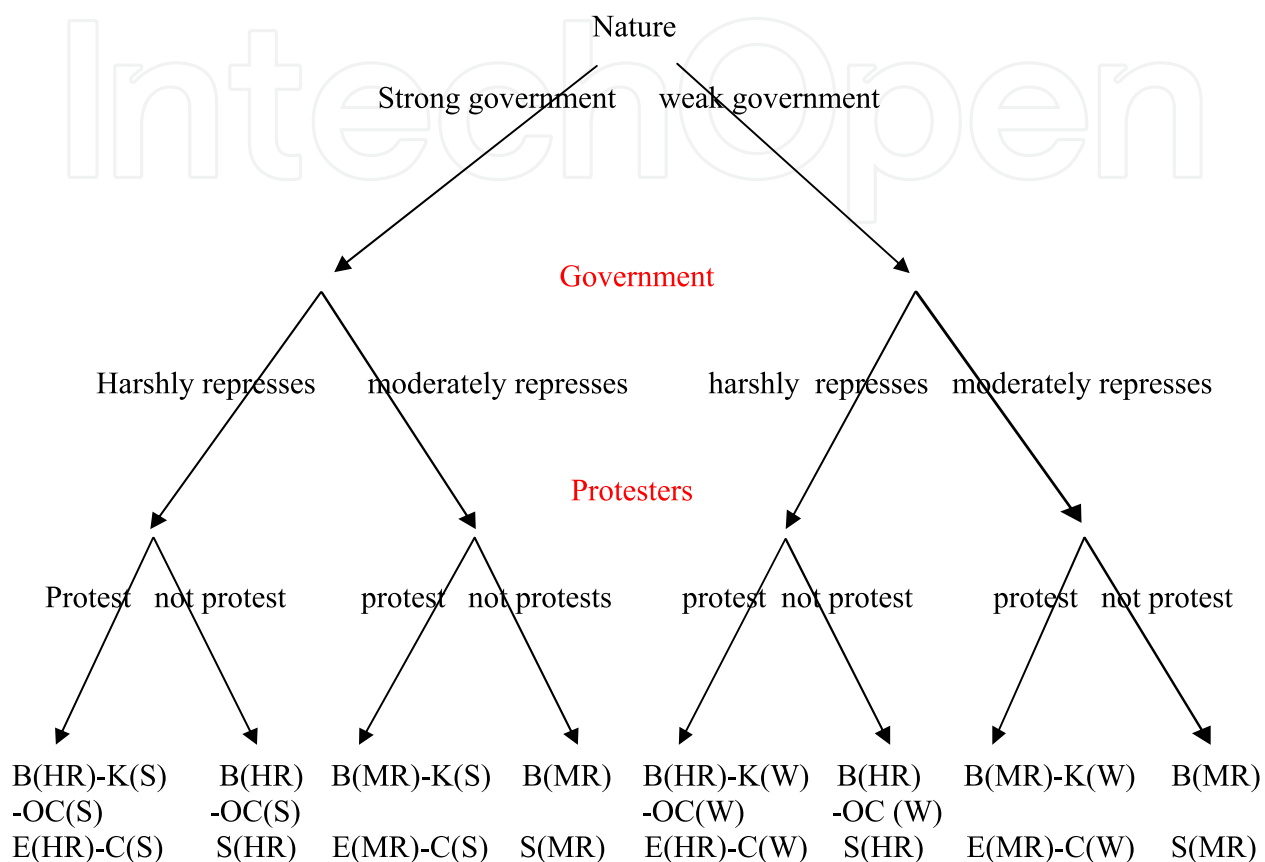 IntechOpen
Nature
Strong government weak government
Government
Harshly represses moderately represses harshly represses moderately represses
Protesters
Protest not protest protest not protests protest not protest protest not protest
B(HR)-K(S) B(HR) B(MR)-K(S) B(MR) B(HR)-K(W) B(HR) B(MR)-K(W) B(MR)
-OC(S) -OC(S) -OC(W) -OC (W)
E(HR)-C(S) S(HR) E(MR)-C(S) S(MR) E(HR)-C(W) S(HR) E(MR)-C(W) S(MR)